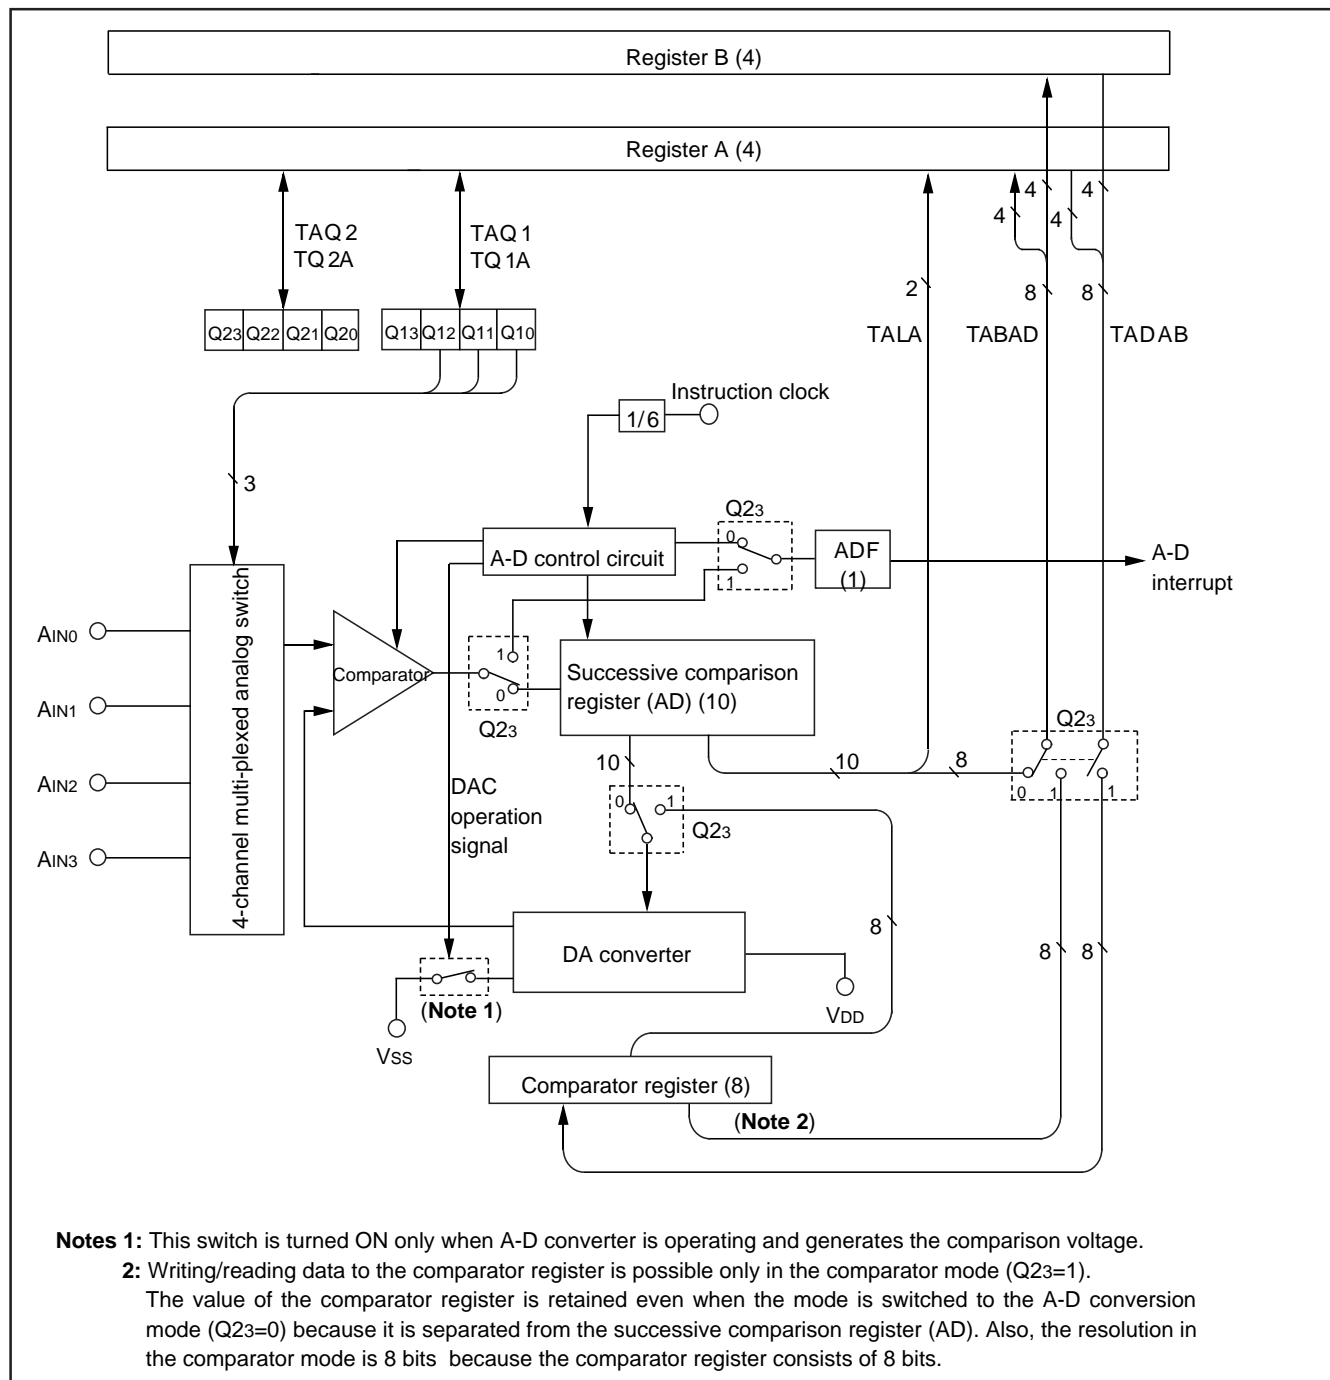 Register B (4)
Register A (4)
4
4
4
4
TAQ2
TQ2A
TAQ1
TQ1A
2
8
8
Q23 Q22 Q21 Q20
Q13 Q12 Q11 Q10
TALA
TABAD
TADAB
Instruction clock
1/6
3
Q23
0
1
A-D control circuit
ADF
(1)
A-D
interrupt
4-channel multi-plexed analog switch
AIN0
AIN1
AIN2
AIN3
Comparator
1
0
Q23
Successive comparison
register (AD) (10)
Q23
0
1
1
10
10
8
DAC
operation
signal
0
1
Q23
8
8
8
DA converter
(Note 1)
VSS
VDD
Comparator register (8)
(Note 2)
Notes 1: This switch is turned ON only when A-D converter is operating and generates the comparison voltage.
2: Writing/reading data to the comparator register is possible only in the comparator mode (Q23=1).
The value of the comparator register is retained even when the mode is switched to the A-D conversion
mode (Q23=0) because it is separated from the successive comparison register (AD). Also, the resolution in
the comparator mode is 8 bits because the comparator register consists of 8 bits.